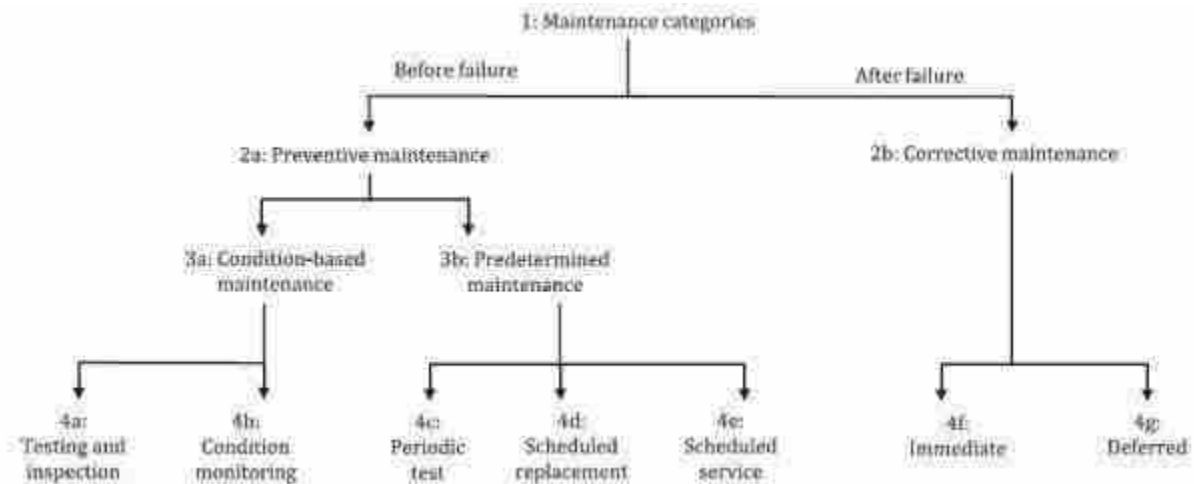 1: Maintenance categories
Before failure
After failure
2a: Preventive maintenance
2b: Corrective maintenance
3a: Condition-based
maintenance
3b: Predetermined
maintenance
4a:
Testing and
inspection
4b:
Condition
monitoring
4c:
Periodic
test
4d:
Scheduled
replacement
4e:
Scheduled
service
4f:
Immediate
4g:
Deferred